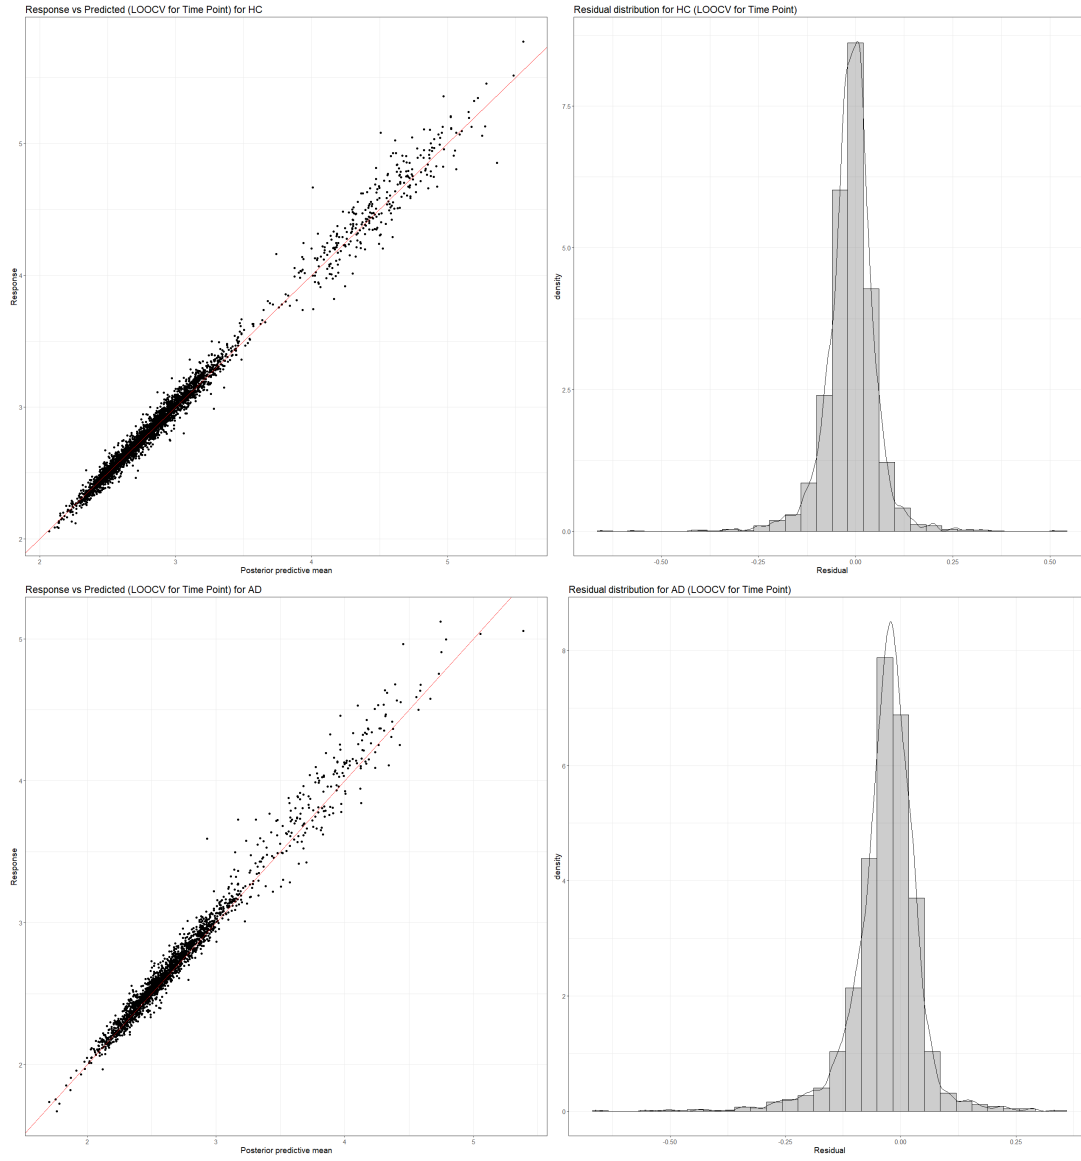 Response vs Predicted (LOOCV for Time Point) for HC
Response
5
4
3
2
2
3
4
5
Posterior predictive mean
Residual distribution for HC (LOOCV for Time Point)
density
7.5
5.0
2.5
0.0
-0.50
-0.25
0.00
0.25
0.50
Residual
Response vs Predicted (LOOCV for Time Point) for AD
Response
5
4
3
2
2
3
4
5
Posterior predictive mean
Residual distribution for AD (LOOCV for Time Point)
density
8
6
4
2
0
-0.50
-0.25
0.00
0.25
Residual